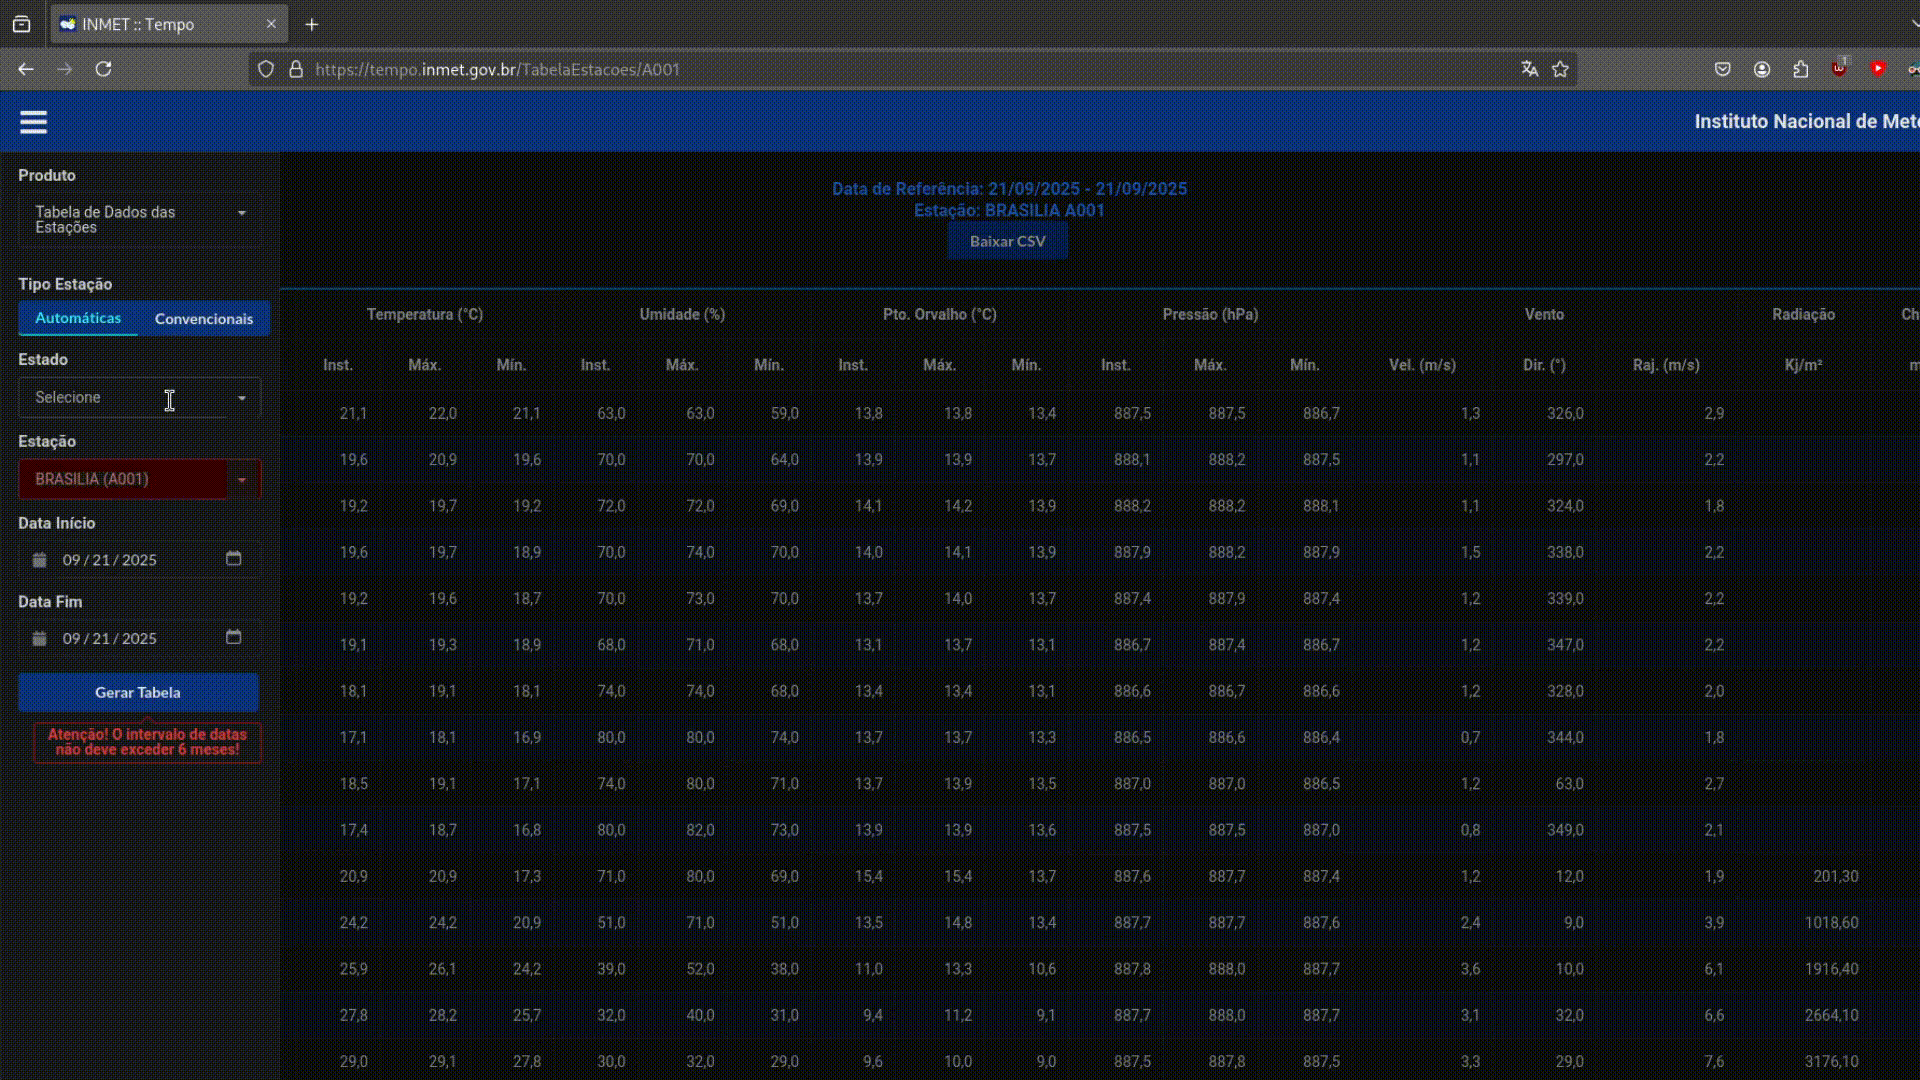 INMET :: Tempo
https://tempo.inmet.gov.br/TabelaEstacoes/A001
1
Instituto Nacional de Mete
Produto
Tabela de Dados das
Estações
Tipo Estação
Automáticas Convencionais
Estado
Selecione
Estação
BRASILIA (A001)
Data Início
09 / 21 / 2025
Data Fim
09 / 21 / 2025
Gerar Tabela
Atenção! O intervalo de datas
não deve exceder 6 meses!
Data de Referência: 21/09/2025 - 21/09/2025
Estação: BRASILIA A001
Baixar CSV
Temperatura (°C) Umidade (%) Pto. Orvalho (°C) Pressão (hPa) Vento Radiação Ch
Inst. Máx. Mín. Inst. Máx. Mín. Inst. Máx. Mín. Inst. Máx. Mín. Vel. (m/s) Dir. (°) Raj. (m/s) Kj/m² m
21,1 22,0 21,1 63,0 63,0 59,0 13,8 13,8 13,4 887,5 887,5 886,7 1,3 326,0 2,9
19,6 20,9 19,6 70,0 70,0 64,0 13,9 13,9 13,7 888,1 888,2 887,5 1,1 297,0 2,2
19,2 19,7 19,2 72,0 72,0 69,0 14,1 14,2 13,9 888,2 888,2 888,1 1,1 324,0 1,8
19,6 19,7 18,9 70,0 74,0 70,0 14,0 14,1 13,9 887,9 888,2 887,9 1,5 338,0 2,2
19,2 19,6 18,7 70,0 73,0 70,0 13,7 14,0 13,7 887,4 887,9 887,4 1,2 339,0 2,2
19,1 19,3 18,9 68,0 71,0 68,0 13,1 13,7 13,1 886,7 887,4 886,7 1,2 347,0 2,2
18,1 19,1 18,1 74,0 74,0 68,0 13,4 13,4 13,1 886,6 886,7 886,6 1,2 328,0 2,0
17,1 18,1 16,9 80,0 80,0 74,0 13,7 13,7 13,3 886,5 886,6 886,4 0,7 344,0 1,8
18,5 19,1 17,1 74,0 80,0 71,0 13,7 13,9 13,5 887,0 887,0 886,5 1,2 63,0 2,7
17,4 18,7 16,8 80,0 82,0 73,0 13,9 13,9 13,6 887,5 887,5 887,0 0,8 349,0 2,1
20,9 20,9 17,3 71,0 80,0 69,0 15,4 15,4 13,7 887,6 887,7 887,4 1,2 12,0 1,9 201,30
24,2 24,2 20,9 51,0 71,0 51,0 13,5 14,8 13,4 887,7 887,7 887,6 2,4 9,0 3,9 1018,60
25,9 26,1 24,2 39,0 52,0 38,0 11,0 13,3 10,6 887,8 888,0 887,7 3,6 10,0 6,1 1916,40
27,8 28,2 25,7 32,0 40,0 31,0 9,4 11,2 9,1 887,7 888,0 887,7 3,1 32,0 6,6 2664,10
29,0 29,1 27,8 30,0 32,0 29,0 9,6 10,0 9,0 887,5 887,8 887,5 3,3 29,0 7,6 3176,10